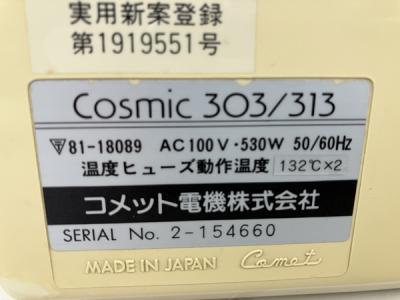 実用新案登録
第1919551号
Cosmic 303/313
〒81-18089 AC100V・530W 50/60Hz
温度ヒューズ動作温度 132℃×2
コメット電機株式会社
SERIAL No. 2-154660
MADE IN JAPAN Comet